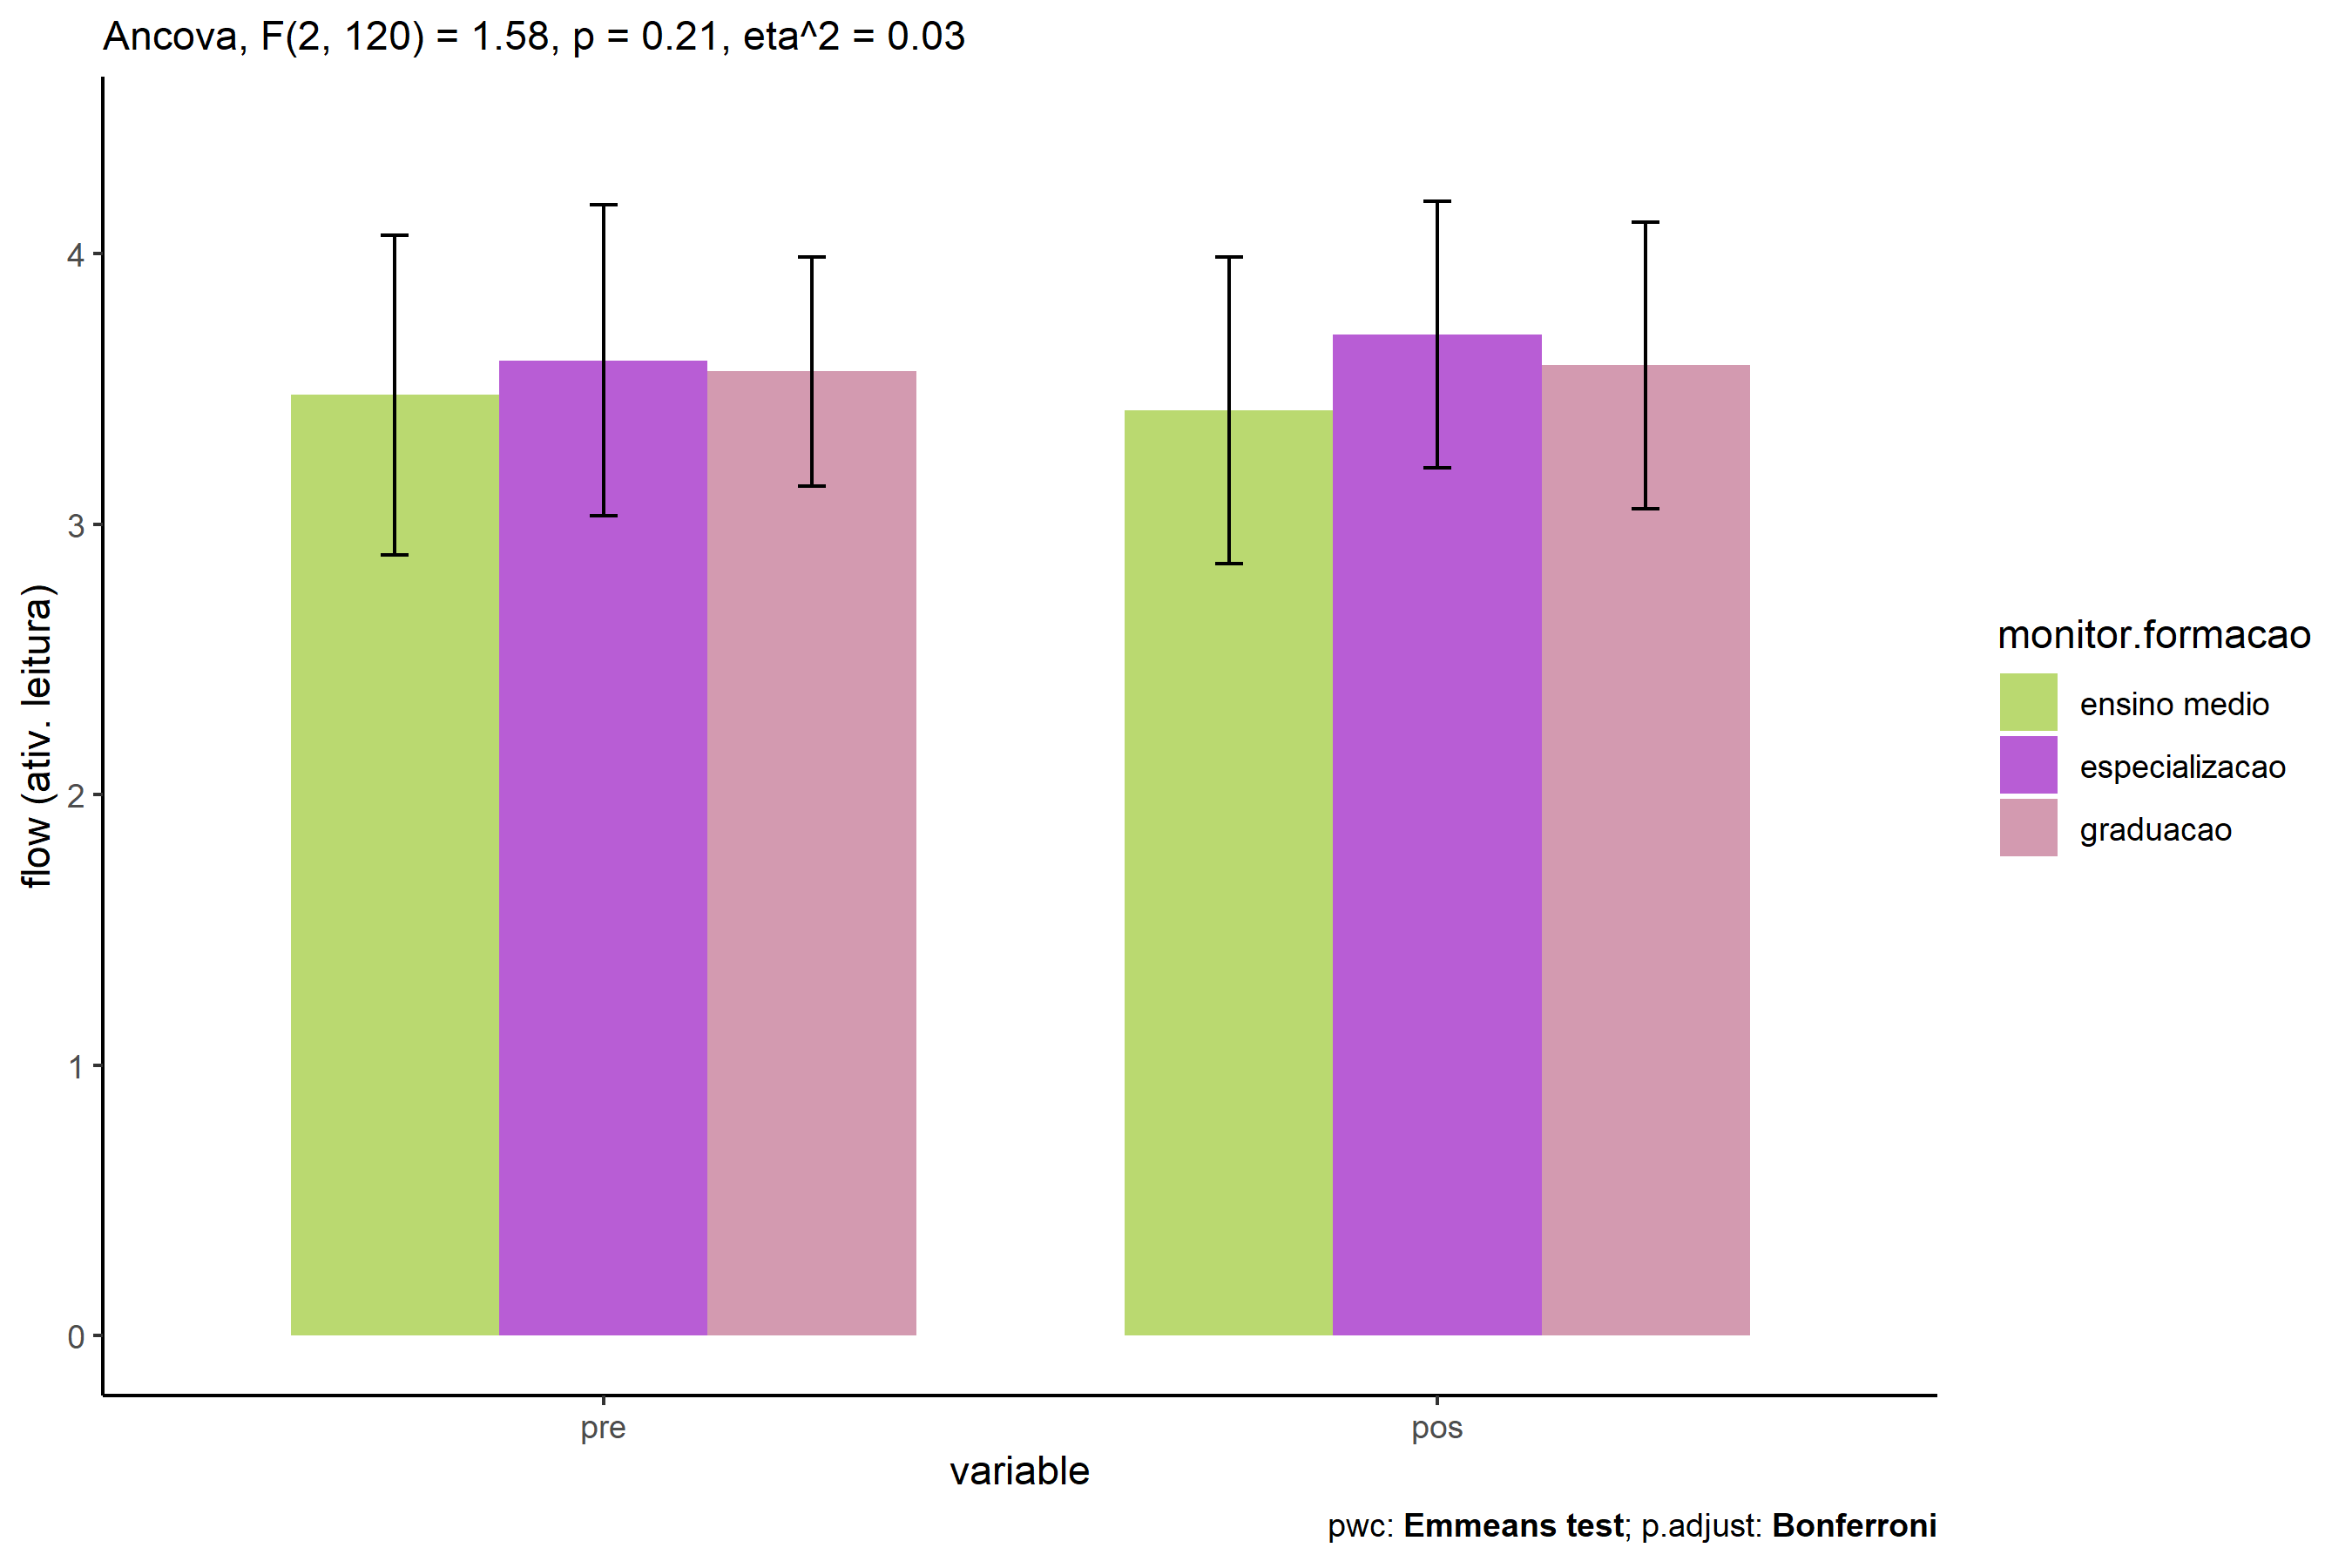 Ancova, F(2, 120) = 1.58, p = 0.21, eta^2 = 0.03
flow (ativ. leitura)
4
3
2
1
0
pre
pos
variable
monitor.formacao
ensino medio
especializacao
graduacao
pwc: Emmeans test; p.adjust: Bonferroni